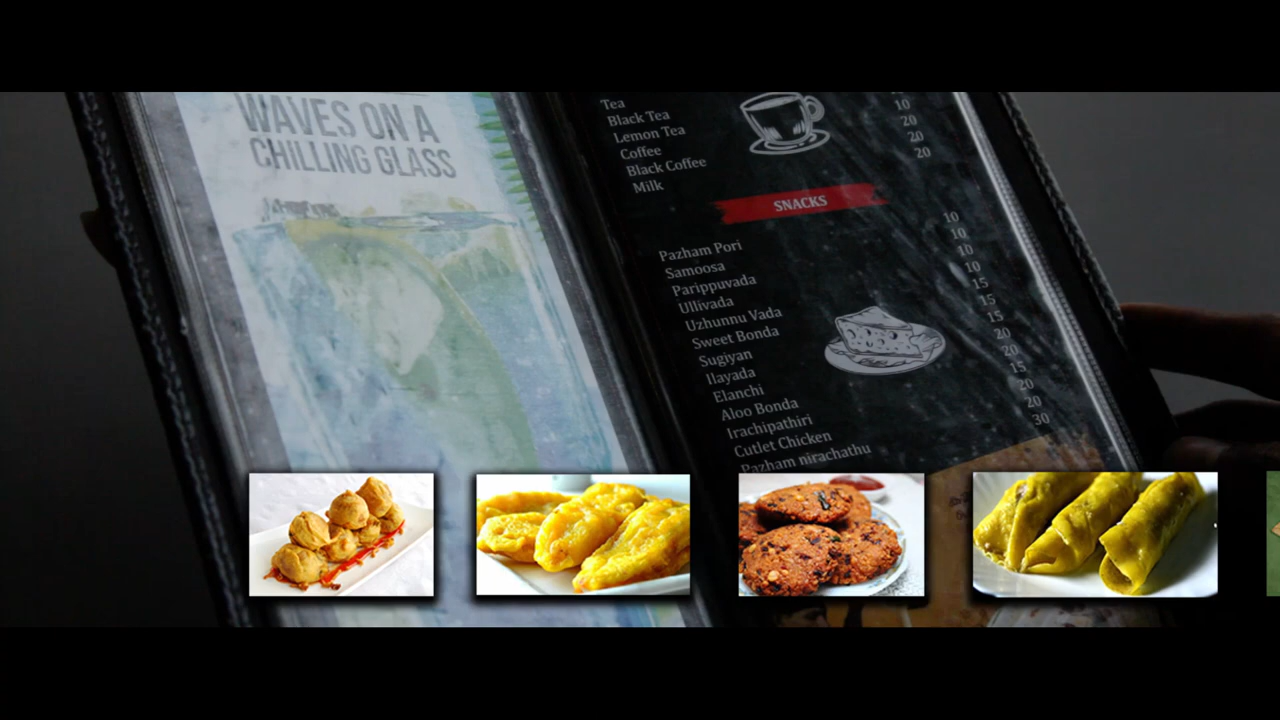 WAVES ON A
CHILLING GLASS
Tea
Black Tea
Lemon Tea
Coffee
Black Coffee
Milk
10
20
20
20
SNACKS
Pazham Pori
Samoosa
Parippuvada
Ullivada
Uzhunnu Vada
Sweet Bonda
Sugiyan
Ilayada
Elanchi
Aloo Bonda
Irachipathiri
Cutlet Chicken
Pazham nirachathu
10
10
10
10
15
15
15
20
20
15
20
20
30